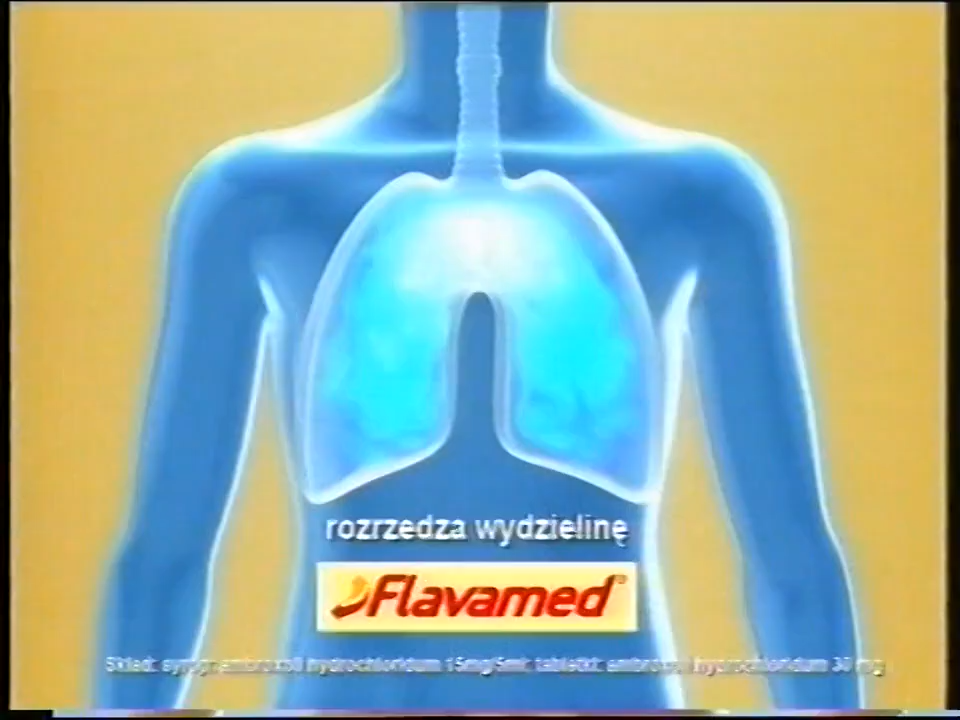 rozrzedza wydzielinę
Flavamed®
Skład: syrop: ambroxoli hydrochloridum 15mg/5ml; tabletki: ambroxoli hydrochloridum 30 mg